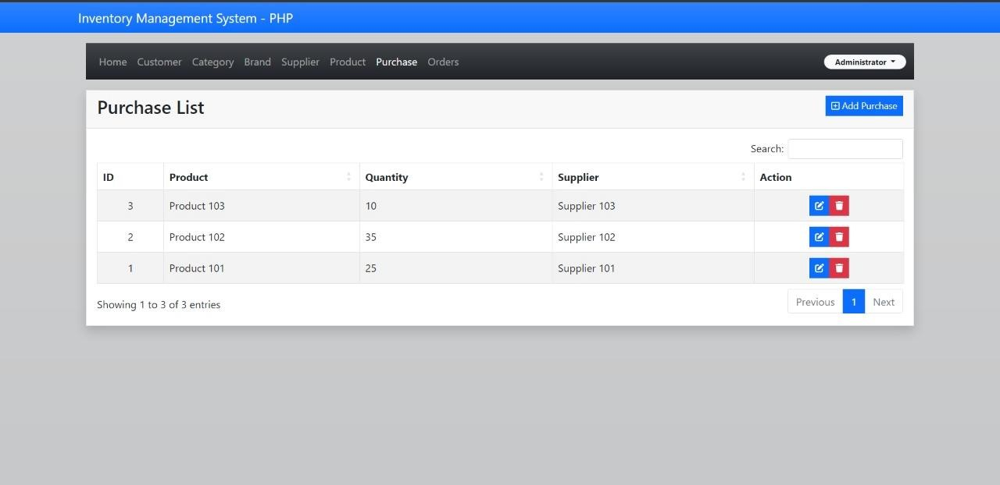 Inventory Management System - PHP
Home Customer Category Brand Supplier Product Purchase Orders Administrator
Purchase List
Add Purchase
Search:
ID Product Quantity Supplier Action
3 Product 103 10 Supplier 103
2 Product 102 35 Supplier 102
1 Product 101 25 Supplier 101
Showing 1 to 3 of 3 entries
Previous 1 Next